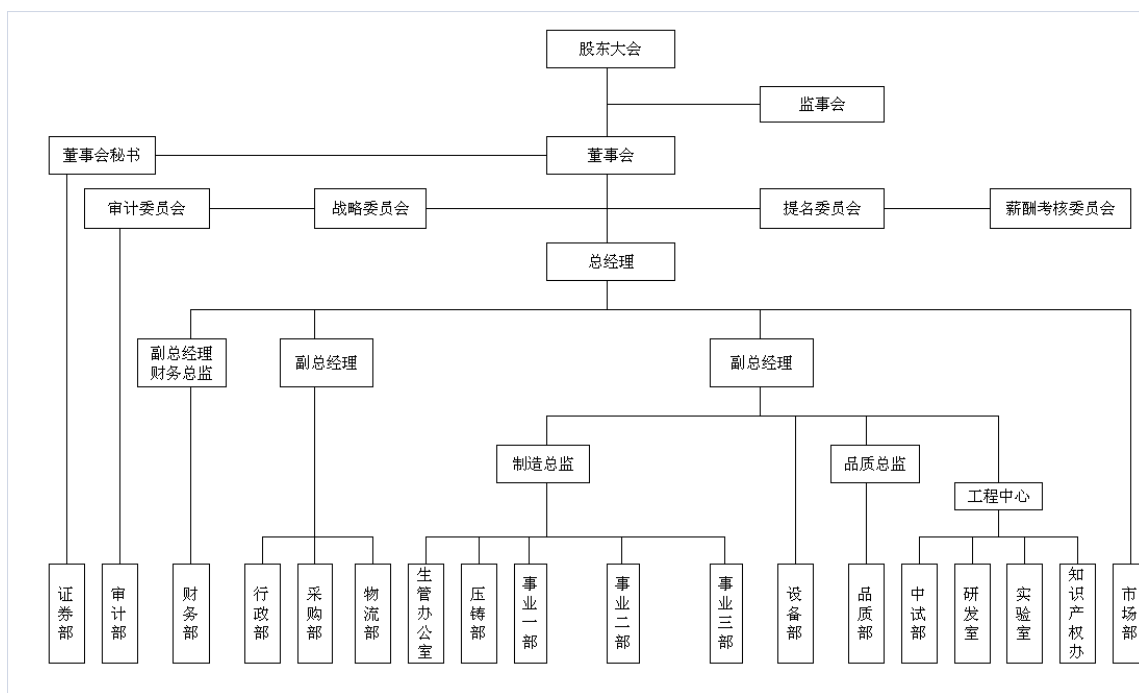 股东大会
监事会
董事会秘书
董事会
审计委员会
战略委员会
提名委员会
薪酬考核委员会
总经理
副总经理
财务总监
副总经理
副总经理
制造总监
品质总监
工程中心
证券部
审计部
财务部
行政部
采购部
物流部
生管办公室
压铸部
事业一部
事业二部
事业三部
设备部
品质部
中试部
研发室
实验室
知识产权办
市场部